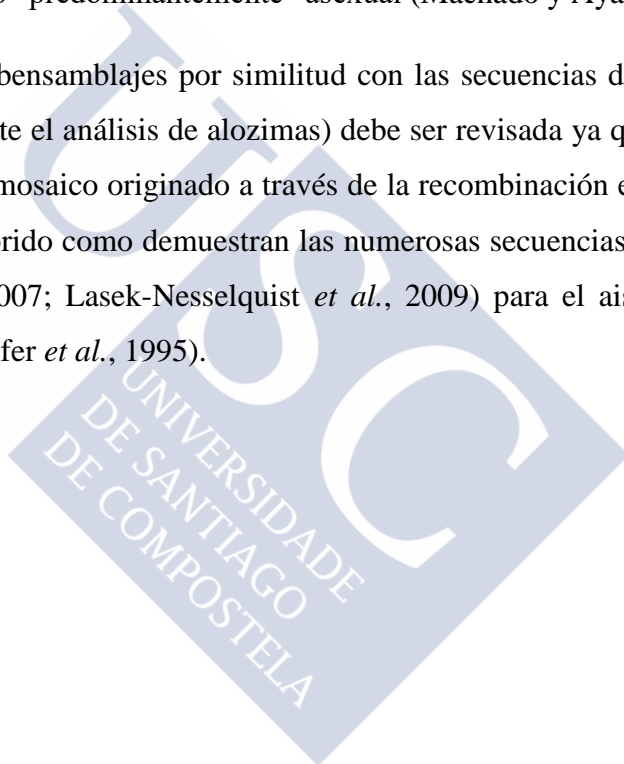 predominantemente asexual (Machado y Aya
bensamblajes por similitud con las secuencias d
te el análisis de alozimas) debe ser revisada ya q
mosaico originado a través de la recombinación e
rido como demuestran las numerosas secuencias
007; Lasek-Nesselquist et al., 2009) para el ais
fer et al., 1995).
USC
UNIVERSIDADE
DE SANTIAGO
DE COMPOSTELA